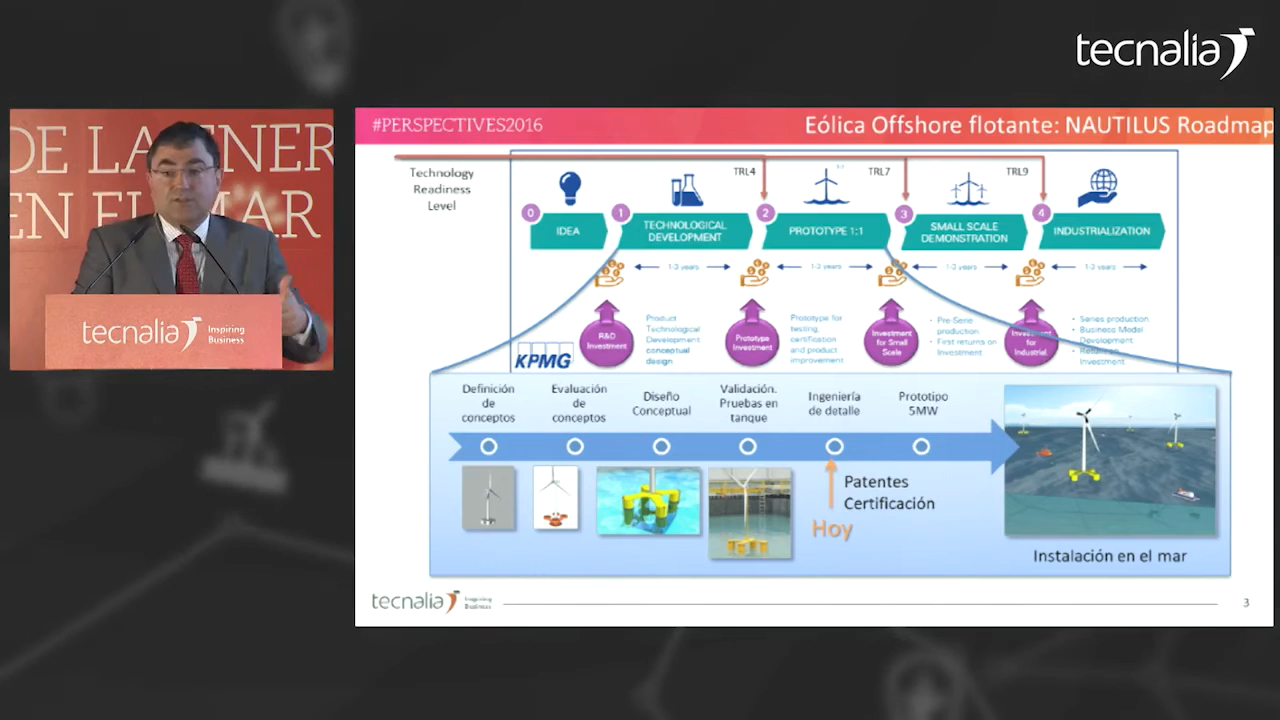 tecnalia
DE LA ENER
EN EL MAR
tecnalia Inspiring
Business
#PERSPECTIVES2016
Eólica Offshore flotante: NAUTILUS Roadmap
Technology
Readiness
Level
TRL4
TRL7
TRL9
0
1
2
3
4
IDEA
TECHNOLOGICAL
DEVELOPMENT
PROTOTYPE 1:1
SMALL SCALE
DEMONSTRATION
INDUSTRIALIZATION
1-3 years
1-3 years
1-3 years
1-3 years
KPMG
R&D
Investment
Product
Technological
Development
conceptual
design
Prototype
Investment
Prototype for
testing,
certification
and product
improvement
Investment
for Small
Scale
• Pre-Serie
production
• First returns on
Investment
Investment
for
Industrial
• Series production
• Business Model
Development
Investment
Definición
de
conceptos
Evaluación
de
conceptos
Diseño
Conceptual
Validación.
Pruebas en
tanque
Ingeniería
de detalle
Prototipo
5MW
Patentes
Certificación
Hoy
Instalación en el mar
tecnalia Inspiring
Business
3